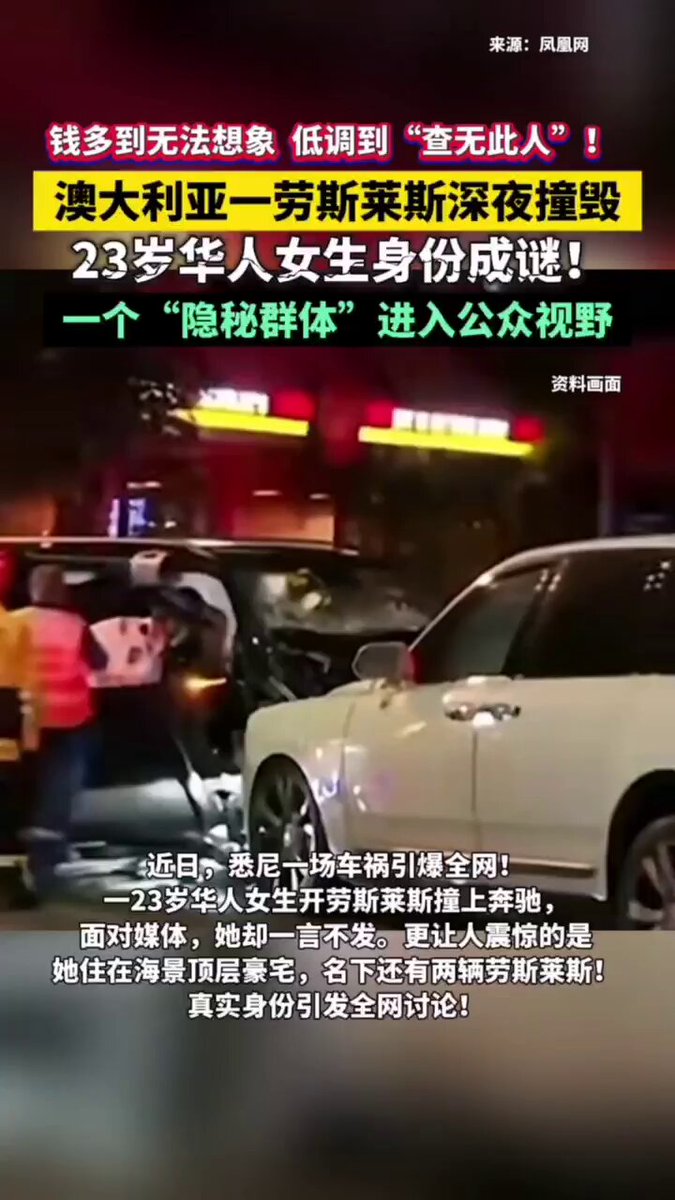 来源：凤凰网
钱多到无法想象 低调到“查无此人”！
澳大利亚一劳斯莱斯深夜撞毁
23岁华人女生身份成谜！
一个“隐秘群体”进入公众视野
资料画面
近日，悉尼一场车祸引爆全网！
一23岁华人女生开劳斯莱斯撞上奔驰，
面对媒体，她却一言不发。更让人震惊的是
她住在海景顶层豪宅，名下还有两辆劳斯莱斯！
真实身份引发全网讨论！